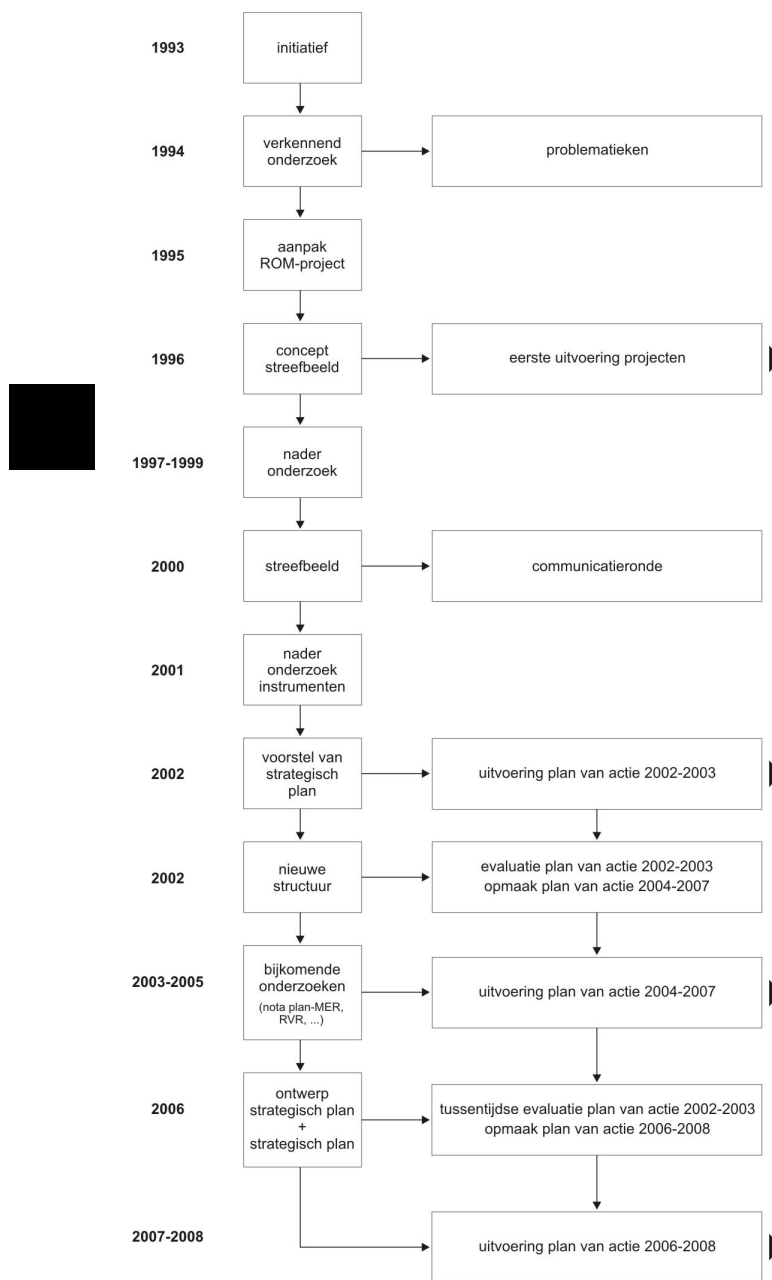 1993
initiatief
1994
verkennend
onderzoek
problematieken
1995
aanpak
ROM-project
1996
concept
streefbeeld
eerste uitvoering projecten
1997-1999
nader
onderzoek
2000
streefbeeld
communicatieronde
2001
nader
onderzoek
instrumenten
2002
voorstel van
strategisch
plan
uitvoering plan van actie 2002-2003
2002
nieuwe
structuur
evaluatie plan van actie 2002-2003
opmaak plan van actie 2004-2007
2003-2005
bijkomende
onderzoeken
(nota plan-MER,
RVR, ...)
uitvoering plan van actie 2004-2007
2006
ontwerp
strategisch plan
+
strategisch plan
tussentijdse evaluatie plan van actie 2002-2003
opmaak plan van actie 2006-2008
2007-2008
uitvoering plan van actie 2006-2008